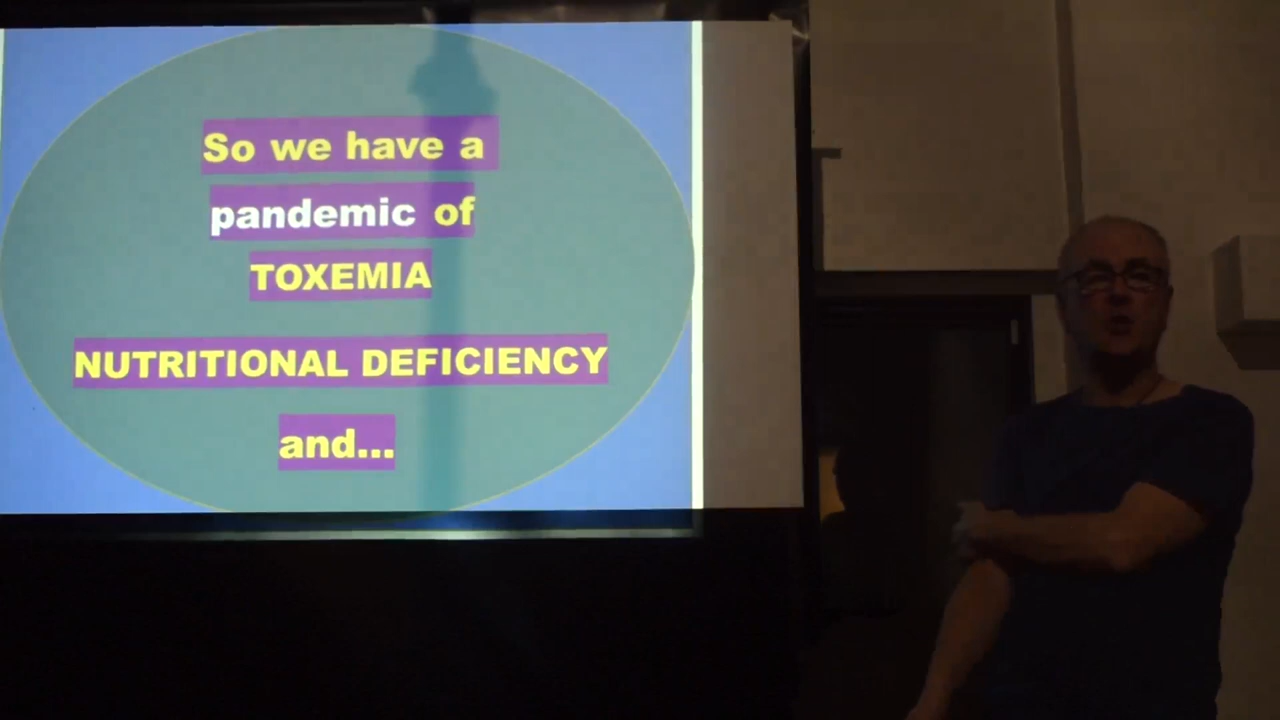 So we have a
pandemic of
TOXEMIA
NUTRITIONAL DEFICIENCY
and...